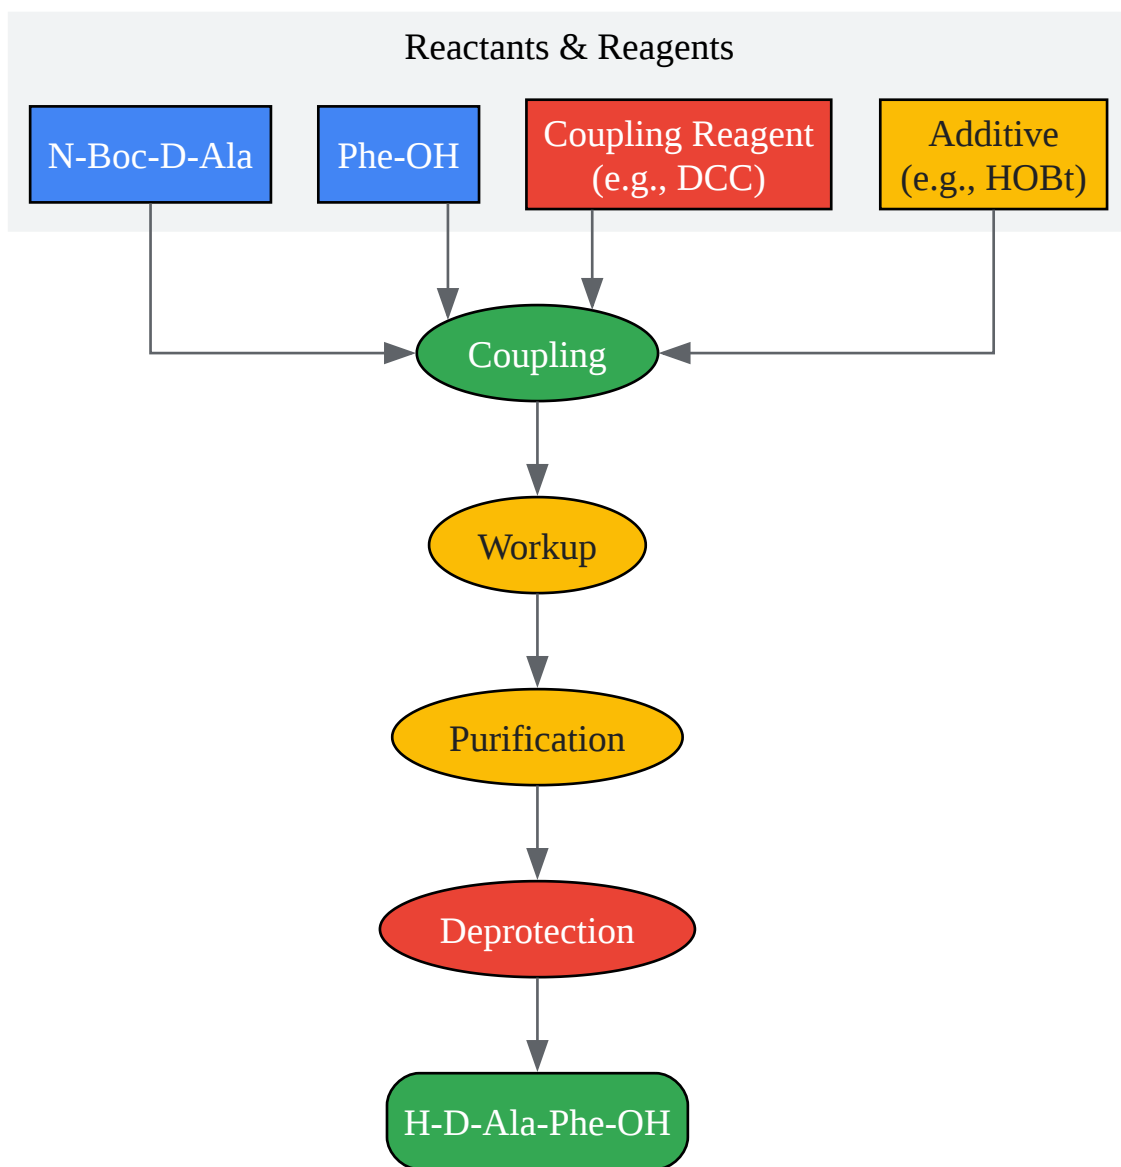 Reactants & Reagents
N-Boc-D-Ala
Phe-OH
Coupling Reagent
(e.g., DCC)
Additive
(e.g., HOBt)
Coupling
Workup
Purification
Deprotection
H-D-Ala-Phe-OH